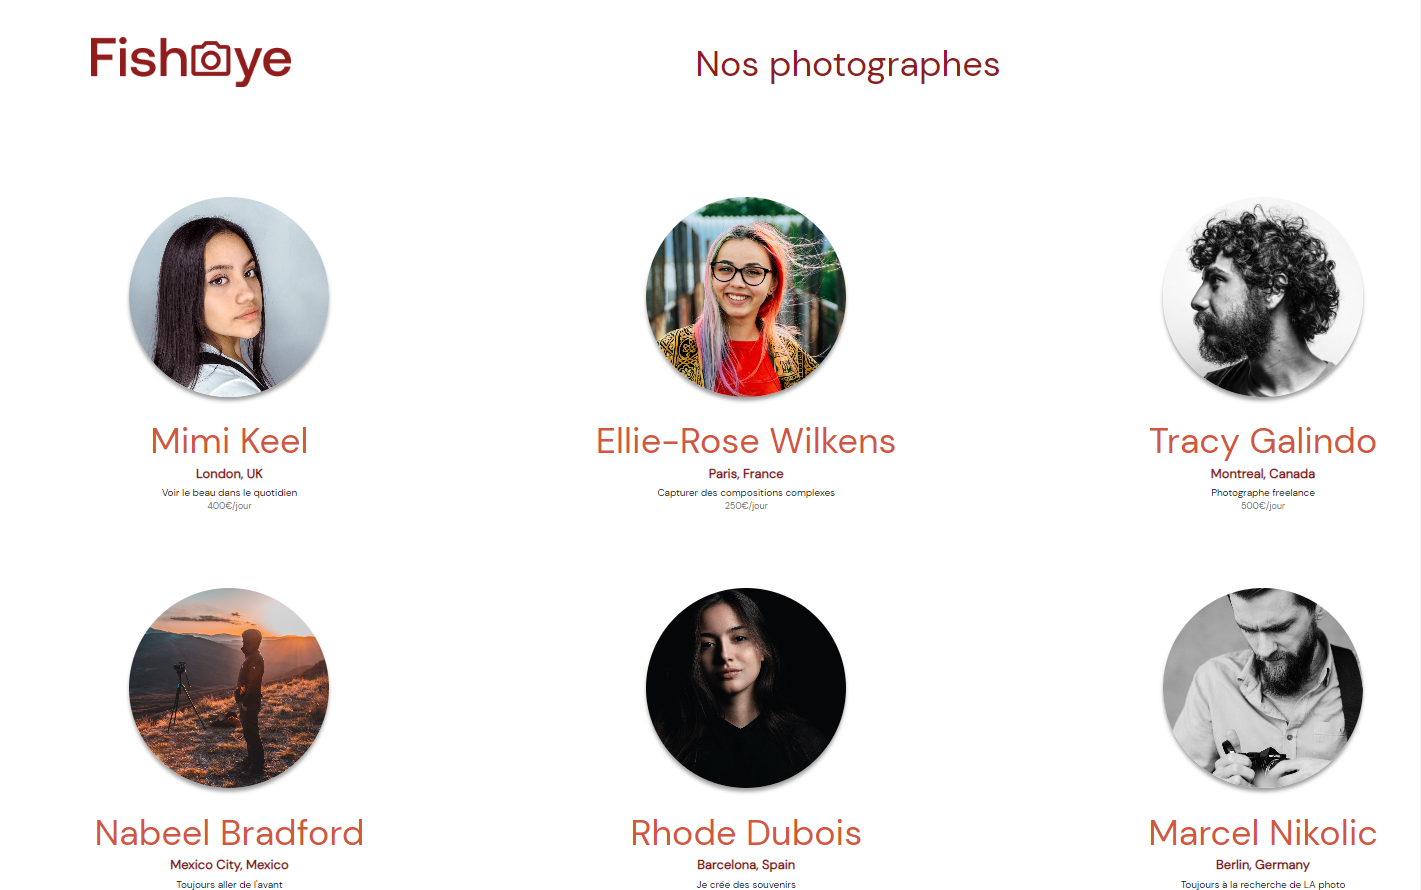 Fisheye
Nos photographes
Mimi Keel
London, UK
Voir le beau dans le quotidien
400€/jour
Ellie-Rose Wilkens
Paris, France
Capturer des compositions complexes
250€/jour
Tracy Galindo
Montreal, Canada
Photographe freelance
500€/jour
Nabeel Bradford
Mexico City, Mexico
Toujours aller de l'avant
Rhode Dubois
Barcelona, Spain
Je crée des souvenirs
Marcel Nikolic
Berlin, Germany
Toujours à la recherche de LA photo